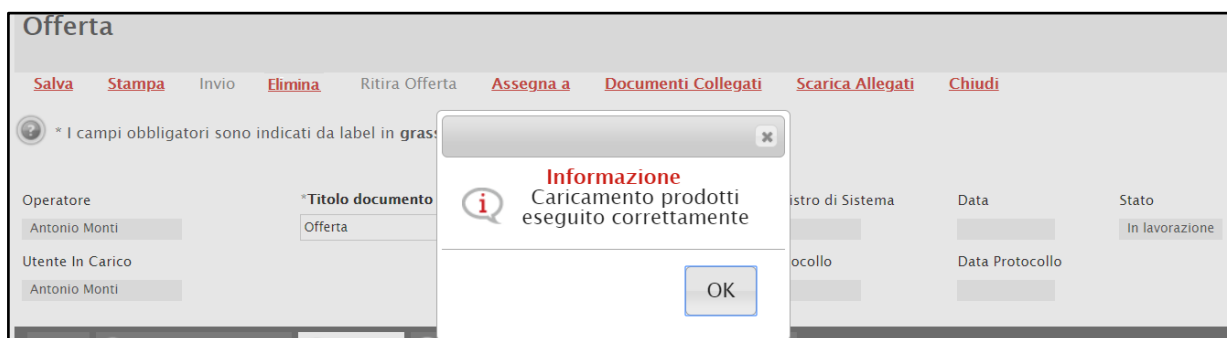 Offerta
Salva Stampa Invio Elimina Ritira Offerta Assegna a Documenti Collegati Scarica Allegati Chiudi
* I campi obbligatori sono indicati da label in
Informazione
Caricamento prodotti
eseguito correttamente
OK
Operatore *Titolo documento di Sistema Data Stato
Antonio Monti Offerta In lavorazione
Utente In Carico Data Protocollo
Antonio Monti